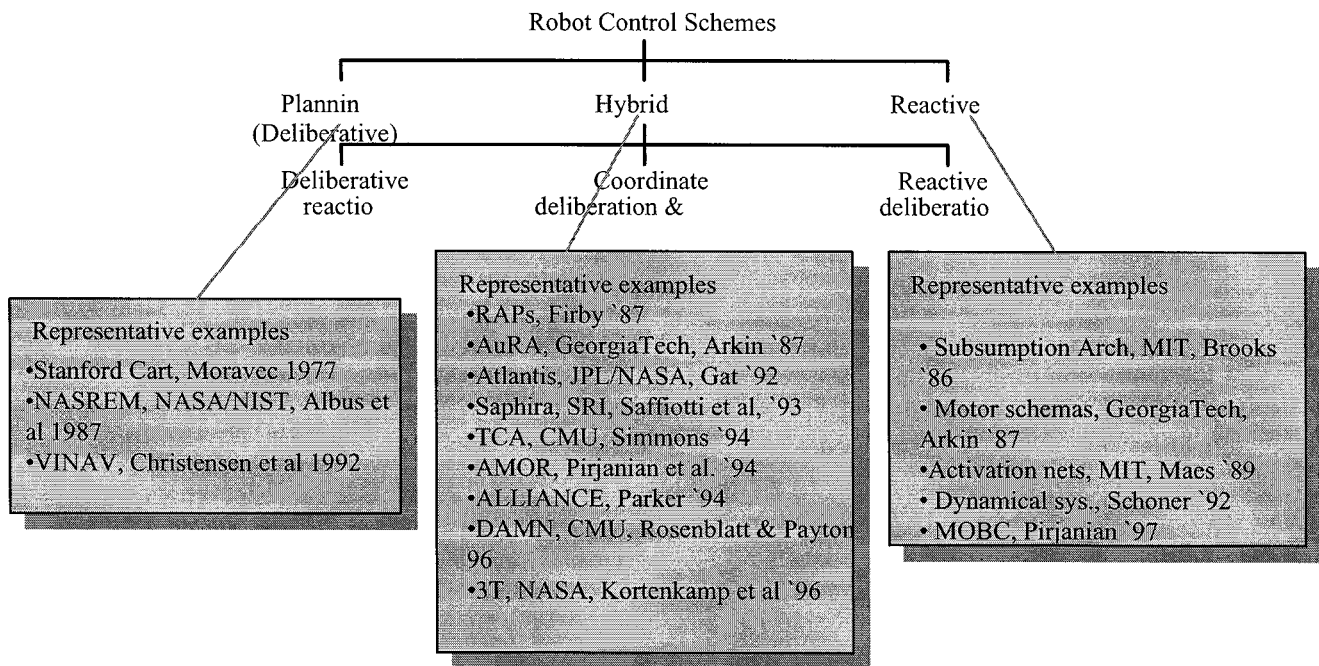 Robot Control Schemes
Plannin
(Deliberative)
Hybrid
Reactive
Deliberative
reactio
Coordinate
deliberation &
Reactive
deliberatio
Representative examples
•Stanford Cart, Moravec 1977
•NASREM, NASA/NIST, Albus et
al 1987
•VINAV, Christensen et al 1992
Representative examples
•RAPs, Firby `87
•AuRA, GeorgiaTech, Arkin `87
•Atlantis, JPL/NASA, Gat `92
•Saphira, SRI, Saffiotti et al, `93
•TCA, CMU, Simmons `94
•AMOR, Pirjanian et al. `94
•ALLIANCE, Parker `94
•DAMN, CMU, Rosenblatt & Payton
96
•3T, NASA, Kortenkamp et al `96
Representative examples
• Subsumption Arch, MIT, Brooks
`86
• Motor schemas, GeorgiaTech,
Arkin `87
•Activation nets, MIT, Maes `89
• Dynamical sys., Schoner `92
• MOBC, Pirjanian `97